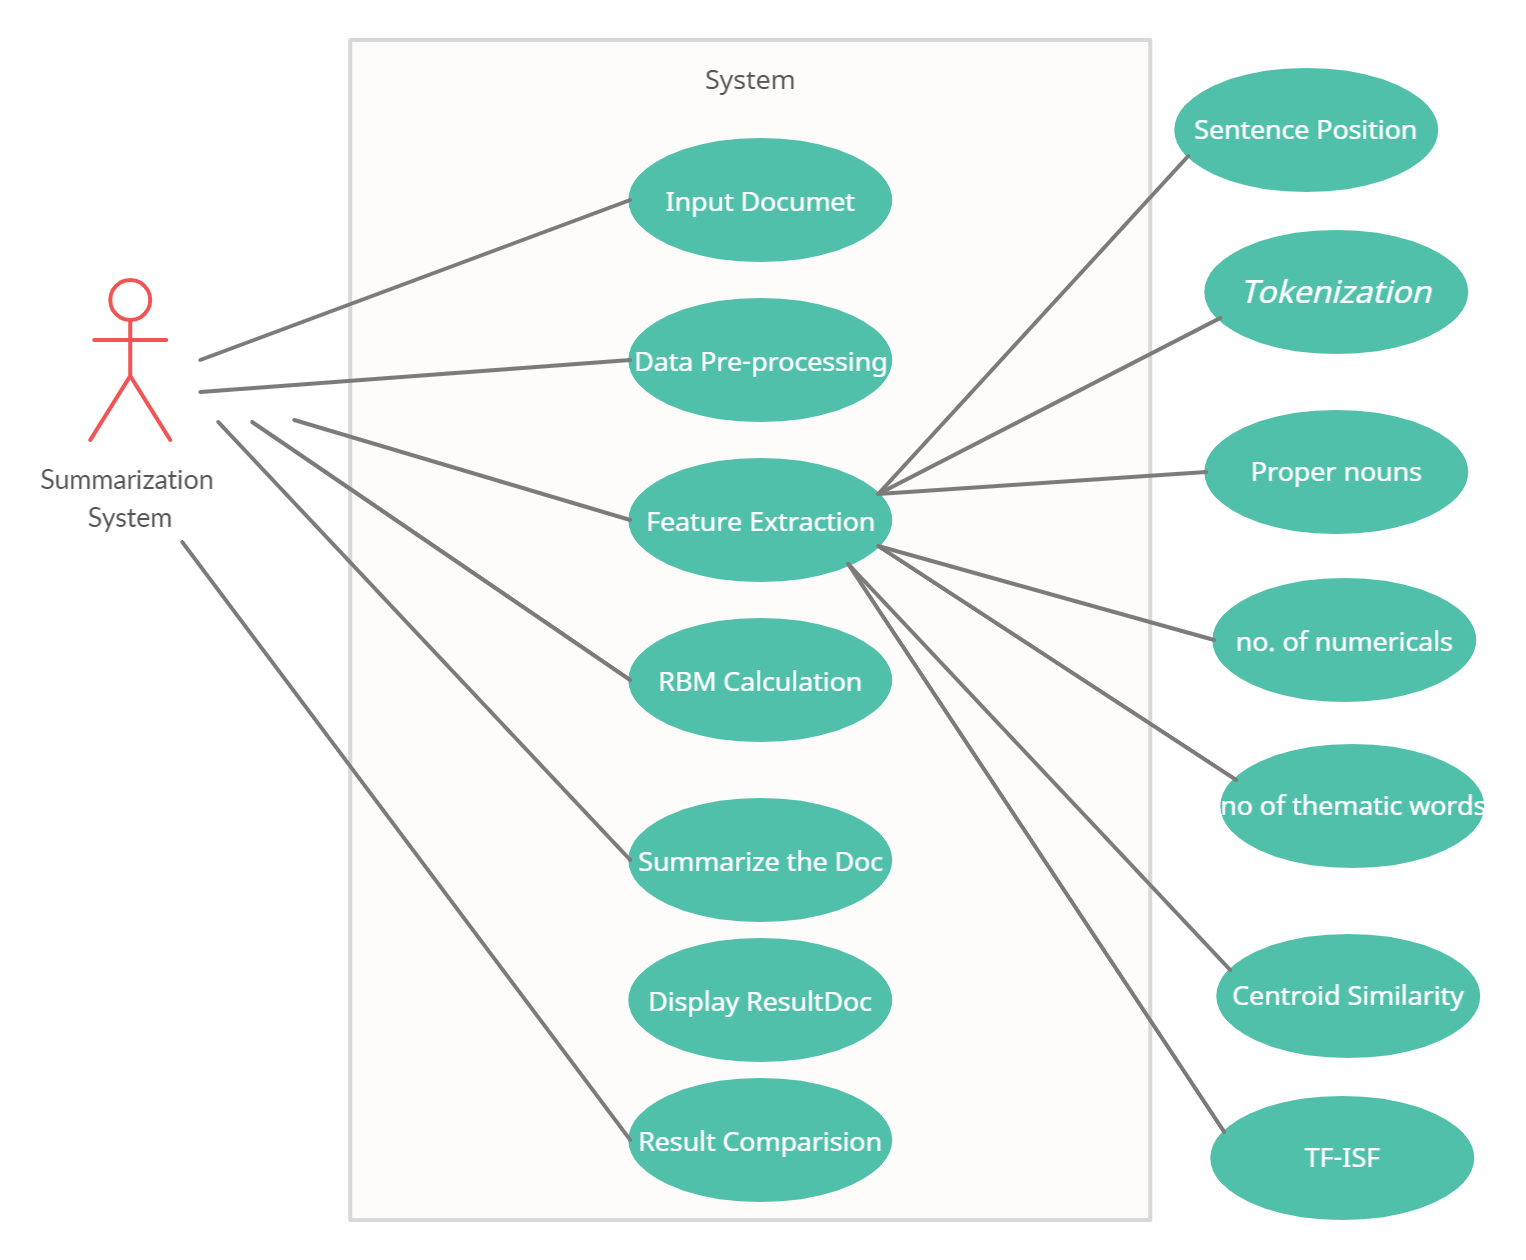 System
Input Documet
Data Pre-processing
Feature Extraction
RBM Calculation
Summarize the Doc
Display ResultDoc
Result Comparision
Summarization
System
Sentence Position
Tokenization
Proper nouns
no. of numericals
no of thematic words
Centroid Similarity
TF-ISF